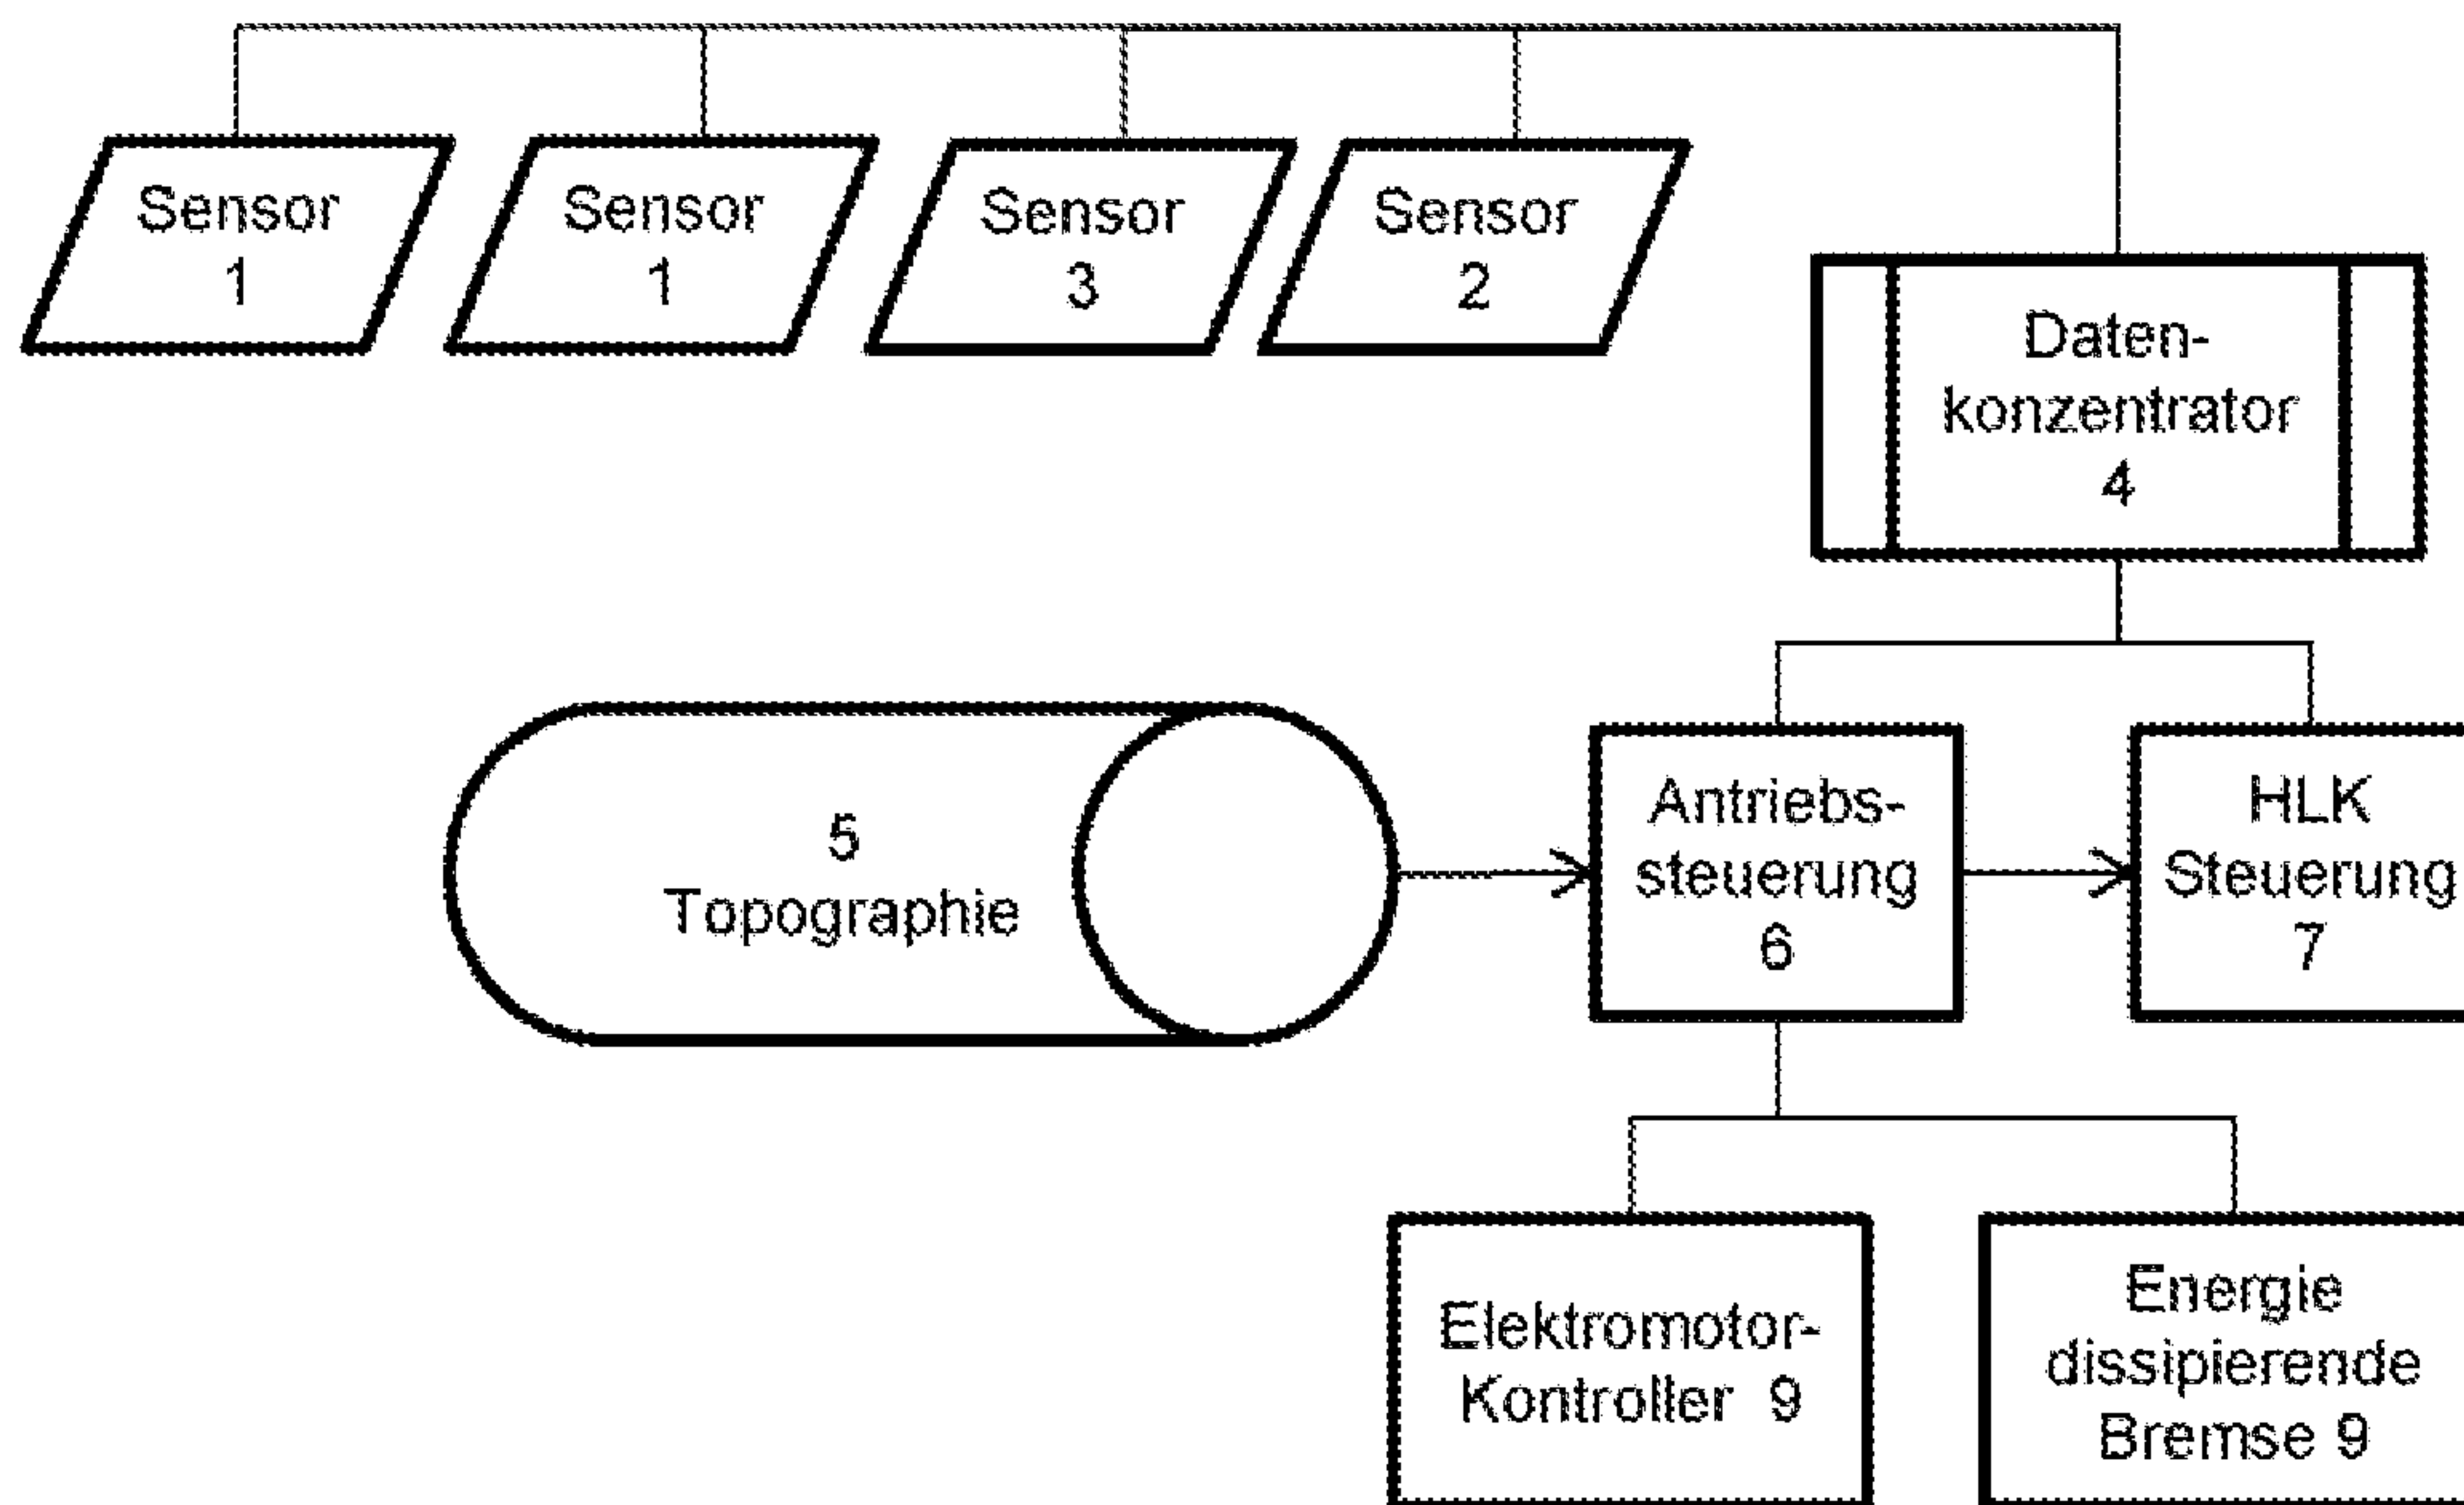 Sensor
1
Sensor
1
Sensor
3
Sensor
2
Daten-
konzentrator
4
5
Topographie
Antriebs-
steuerung
6
HLK
Steuerung
7
Elektromotor-
Kontroller 9
Energie
dissipierende
Bremse 9